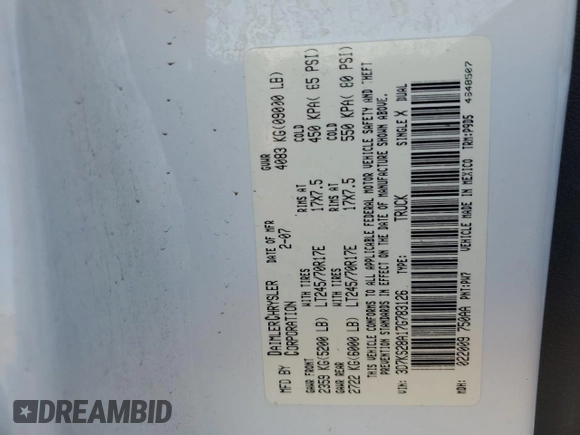 MFD BY DAIMLERCHRYSLER CORPORATION
DATE OF MFR 2-07
GVWR 4083 KG(09000 LB)
GAWR FRONT WITH TIRES RIMS AT COLD
2359 KG(5200 LB) LT245/70R17E 17X7.5 450 KPA( 65 PSI)
GAWR REAR WITH TIRES RIMS AT COLD
2722 KG(6000 LB) LT245/70R17E 17X7.5 550 KPA( 80 PSI)
THIS VEHICLE CONFORMS TO ALL APPLICABLE FEDERAL MOTOR VEHICLE SAFETY AND THEFT
PREVENTION STANDARDS IN EFFECT ON THE DATE OF MANUFACTURE SHOWN ABOVE.
VIN: 3D7KS28A17G783126 TYPE: TRUCK SINGLE X DUAL
MDH: 022009 750AA PNT:PW7 VEHICLE MADE IN MEXICO TRM:P9D5
4648507
DREAMBID